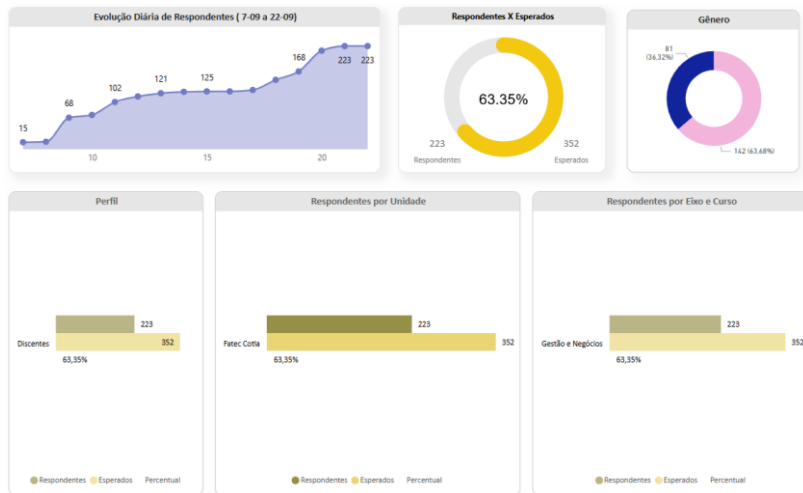 Evolução Diária de Respondentes ( 7-09 a 22-09)
15
68
102
121
125
168
223
223
10
15
20
Respondentes X Esperados
63.35%
223
Respondentes
352
Esperados
Gênero
81
(36,32%)
142 (63,68%)
Perfil
Discentes
223
352
63,35%
Respondentes Esperados Percentual
Respondentes por Unidade
Fatec Cotia
223
352
63,35%
Respondentes Esperados Percentual
Respondentes por Eixo e Curso
Gestão e Negócios
223
352
63,35%
Respondentes Esperados Percentual